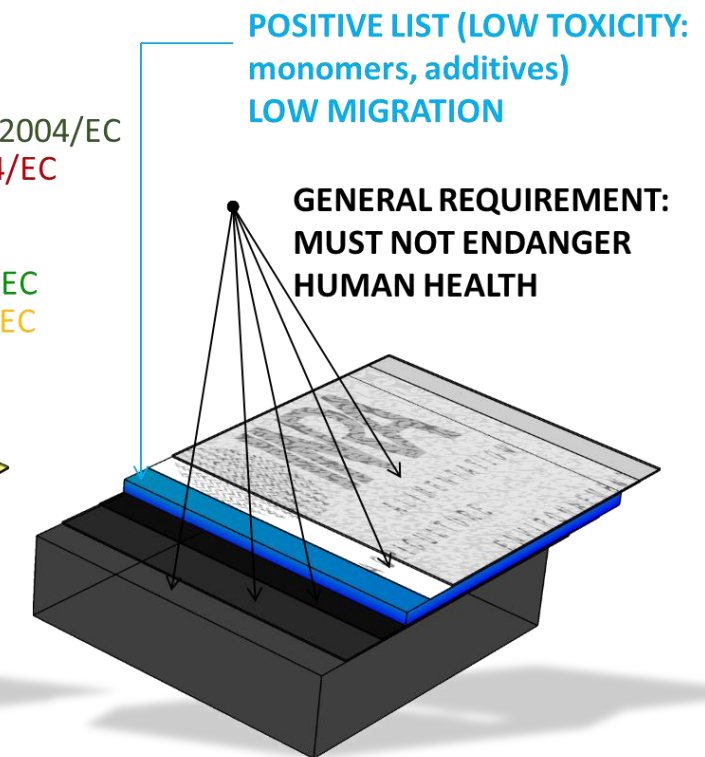 POSITIVE LIST (LOW TOXICITY:
monomers, additives)
LOW MIGRATION
2004/EC
4/EC
GENERAL REQUIREMENT:
MUST NOT ENDANGER
HUMAN HEALTH
EC
EC